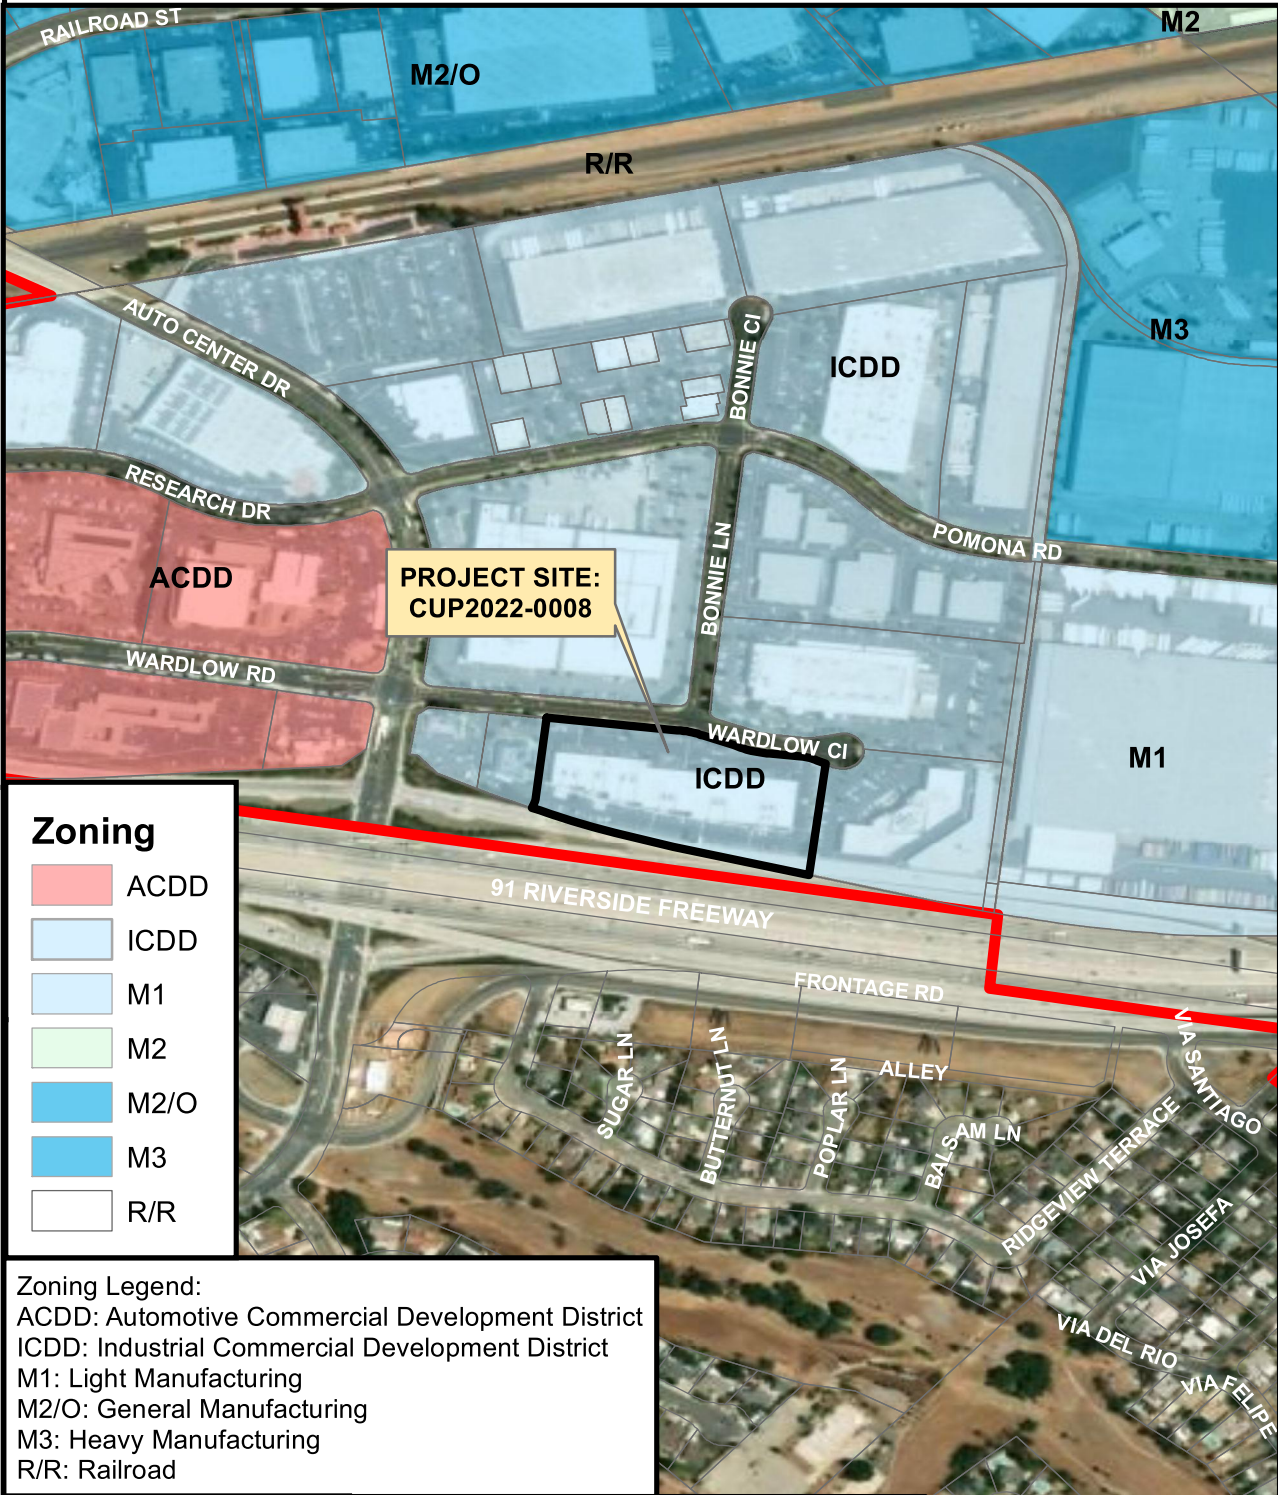 RAILROAD ST
M2
M2/O
R/R
AUTO CENTER DR
BONNIE CI
M3
ICDD
RESEARCH DR
POMONA RD
ACDD
PROJECT SITE:
CUP2022-0008
BONNIE LN
WARDLOW RD
WARDLOW CI
ICDD
M1
Zoning
ACDD
ICDD
M1
M2
M2/O
M3
R/R
91 RIVERSIDE FREEWAY
FRONTAGE RD
SUGAR LN
BUTTERNUT LN
POPLAR LN
ALLEY
BALSAM LN
VIA SANTIAGO
RIDGEVIEW TERRACE
VIA JOSEFA
VIA DEL RIO
VIA FELIPE
Zoning Legend:
ACDD: Automotive Commercial Development District
ICDD: Industrial Commercial Development District
M1: Light Manufacturing
M2/O: General Manufacturing
M3: Heavy Manufacturing
R/R: Railroad